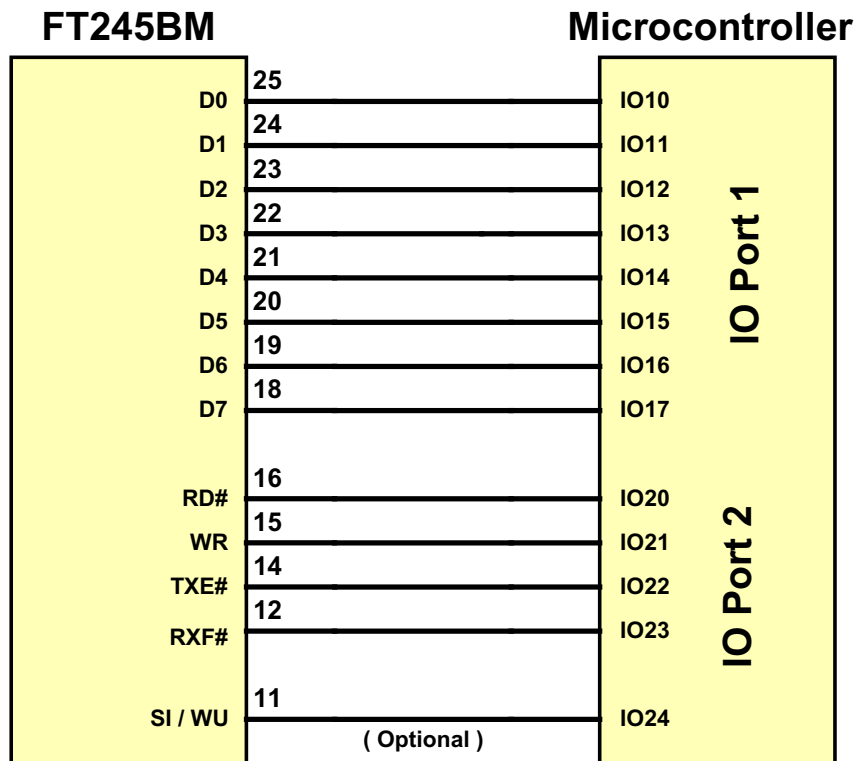 FT245BM Microcontroller
25
D0 IO10
24
D1 IO11
23
D2 IO12
22
D3 IO13
21
D4 IO14
20
D5 IO15
19
D6 IO16
18
D7 IO17
IO Port 1
16
RD# IO20
15
WR IO21
14
TXE# IO22
12
RXF# IO23
IO Port 2
11
SI / WU IO24
( Optional )